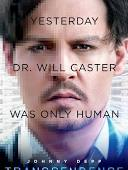 YESTERDAY
DR. WILL CASTER
WAS ONLY HUMAN
JOHNNY DEPP
TRANSCENDENCE